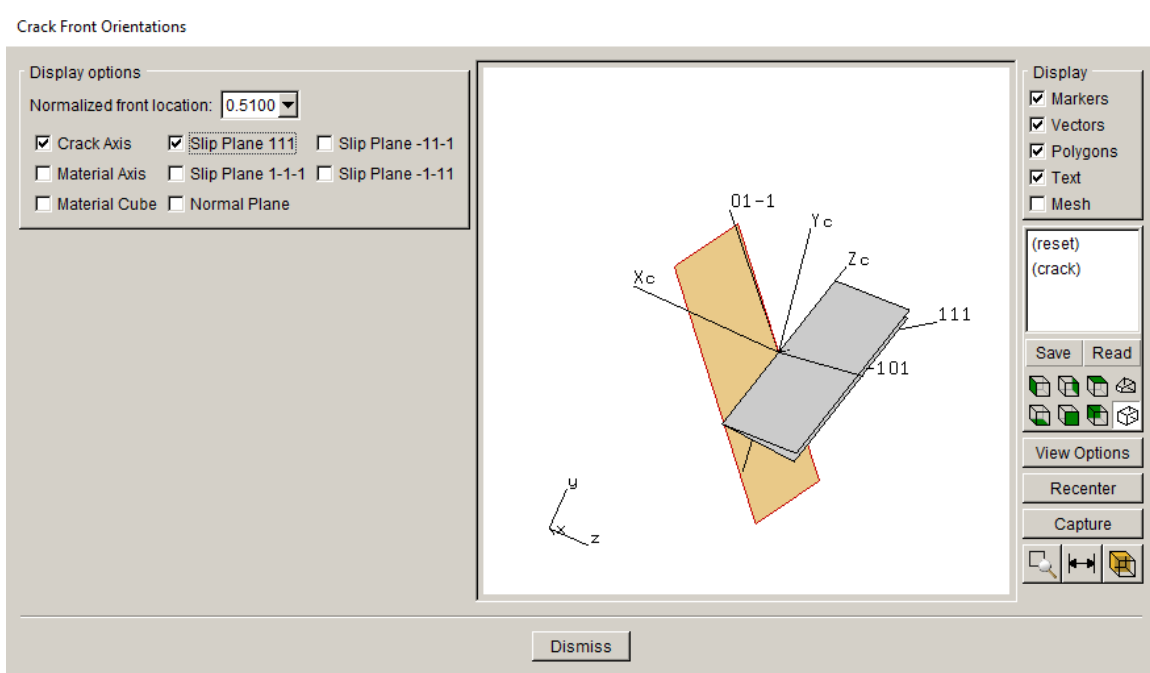 Crack Front Orientations
Display options
Normalized front location: 0.5100
Crack Axis Slip Plane 111 Slip Plane -11-1
Material Axis Slip Plane 1-1-1 Slip Plane -1-11
Material Cube Normal Plane
01-1
Yc
Zc
Xc
111
-101
y
x
z
Display
Markers
Vectors
Polygons
Text
Mesh
(reset)
(crack)
Save Read
View Options
Recenter
Capture
Dismiss